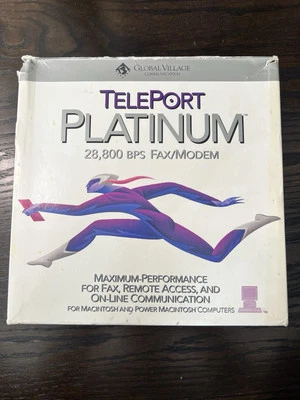 GLOBAL VILLAGE
COMMUNICATION
TELEPORT
PLATINUM™
28,800 BPS FAX/MODEM
MAXIMUM-PERFORMANCE
FOR FAX, REMOTE ACCESS, AND
ON-LINE COMMUNICATION
FOR MACINTOSH AND POWER MACINTOSH COMPUTERS